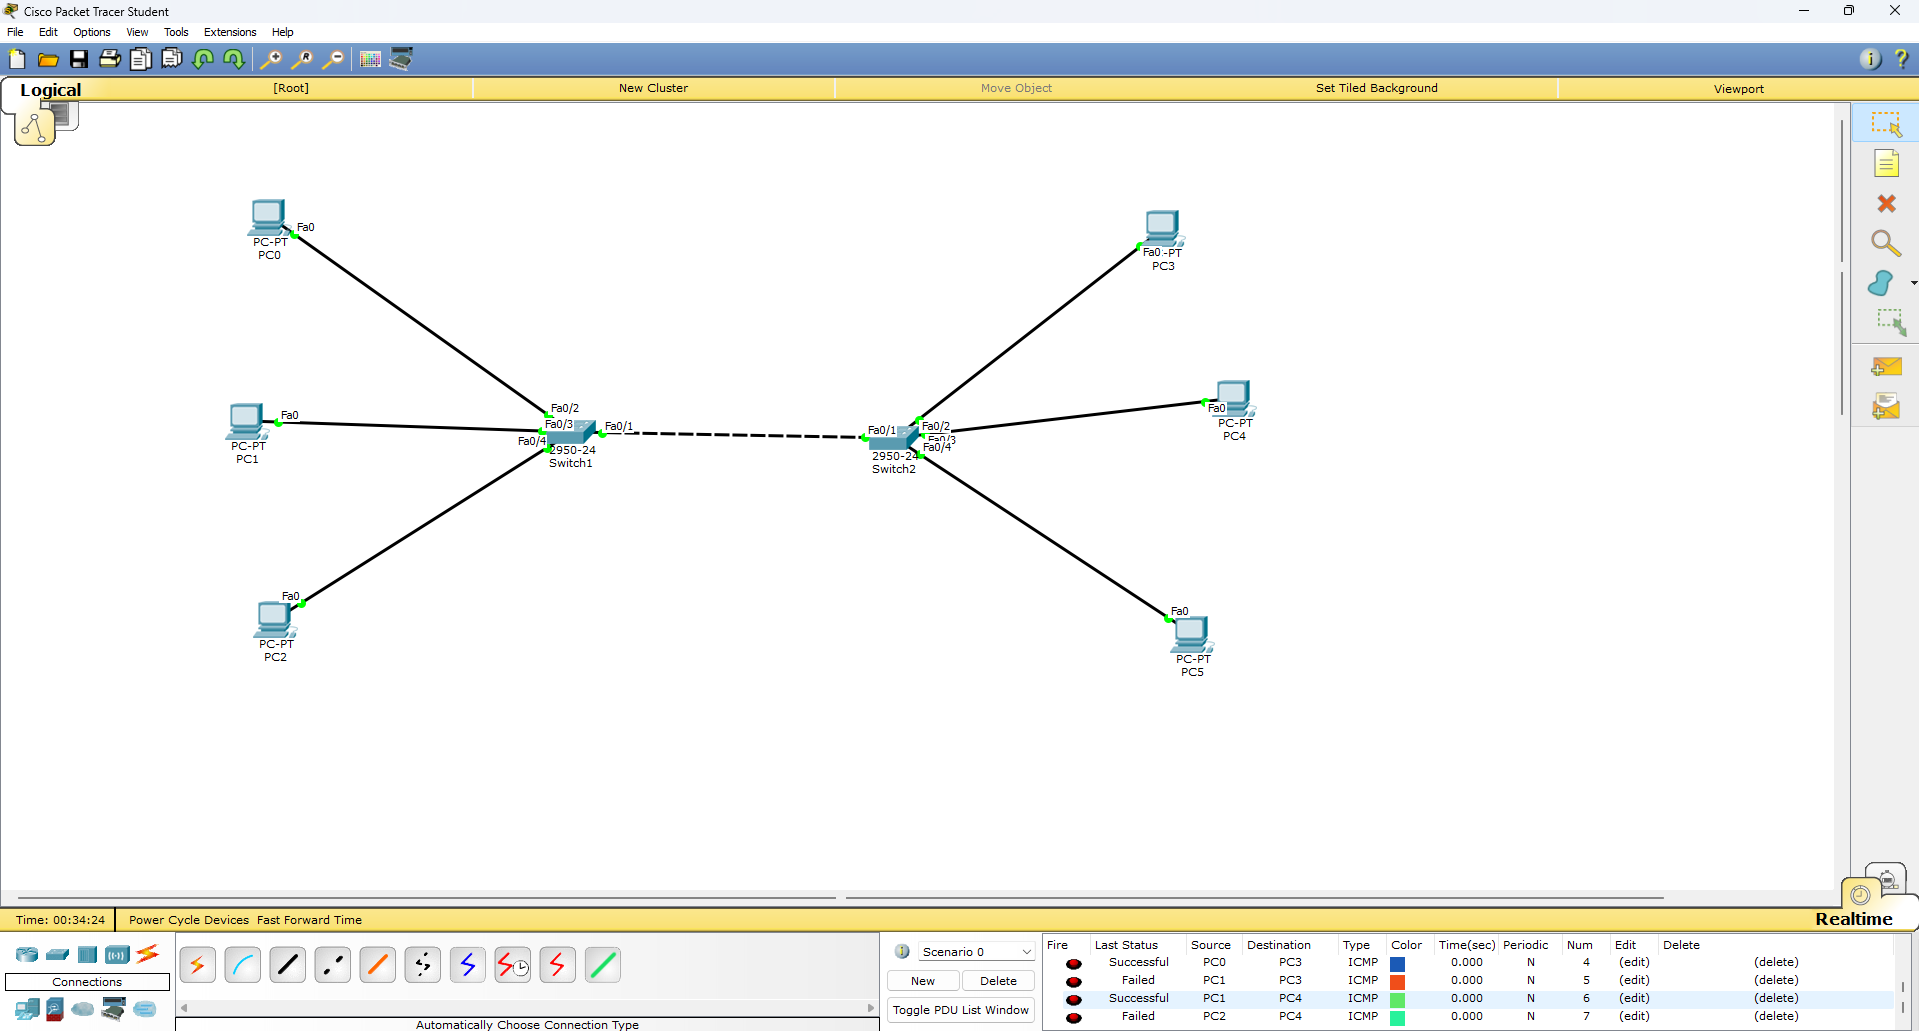 Cisco Packet Tracer Student
File Edit Options View Tools Extensions Help
Logical [Root] New Cluster Move Object Set Tiled Background Viewport
Fa0
PC-PT
PC0
Fa0:-PT
PC3
Fa0
PC-PT
PC1
Fa0
PC-PT
PC4
Fa0/2
Fa0/3
Fa0/4
Fa0/1
2950-24
Switch1
Fa0/1
Fa0/2
Fa0/3
Fa0/4
2950-24
Switch2
Fa0
PC-PT
PC2
Fa0
PC-PT
PC5
Time: 00:34:24 Power Cycle Devices Fast Forward Time
Realtime
Connections
Automatically Choose Connection Type
Scenario 0
New Delete
Toggle PDU List Window
Fire Last Status Source Destination Type Color Time(sec) Periodic Num Edit Delete
Successful PC0 PC3 ICMP 0.000 N 4 (edit) (delete)
Failed PC1 PC3 ICMP 0.000 N 5 (edit) (delete)
Successful PC1 PC4 ICMP 0.000 N 6 (edit) (delete)
Failed PC2 PC4 ICMP 0.000 N 7 (edit) (delete)